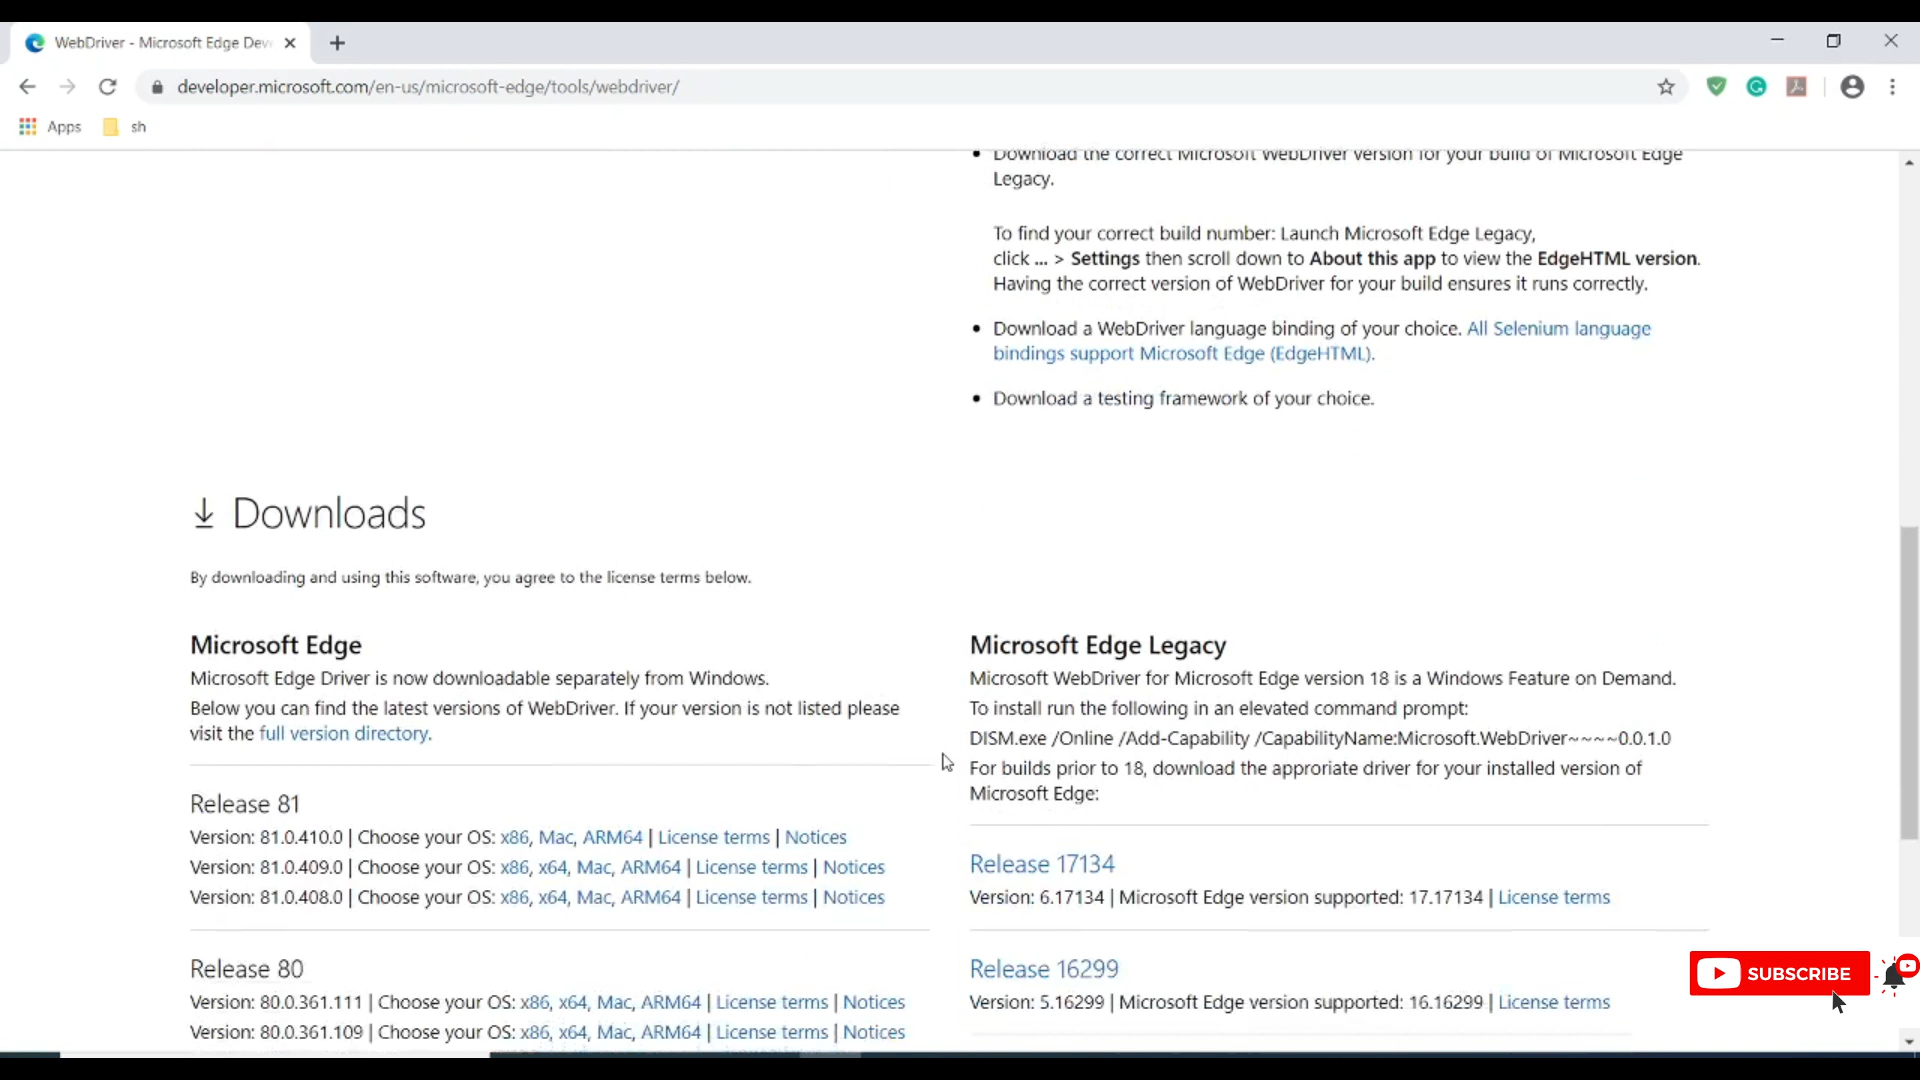 WebDriver - Microsoft Edge Deve
developer.microsoft.com/en-us/microsoft-edge/tools/webdriver/
Apps
sh
• Download the correct Microsoft WebDriver version for your build of Microsoft Edge
Legacy.
To find your correct build number: Launch Microsoft Edge Legacy,
click ... > Settings then scroll down to About this app to view the EdgeHTML version.
Having the correct version of WebDriver for your build ensures it runs correctly.
• Download a WebDriver language binding of your choice. All Selenium language
bindings support Microsoft Edge (EdgeHTML).
• Download a testing framework of your choice.
Downloads
By downloading and using this software, you agree to the license terms below.
Microsoft Edge
Microsoft Edge Driver is now downloadable separately from Windows.
Below you can find the latest versions of WebDriver. If your version is not listed please
visit the full version directory.
Release 81
Version: 81.0.410.0 | Choose your OS: x86, Mac, ARM64 | License terms | Notices
Version: 81.0.409.0 | Choose your OS: x86, x64, Mac, ARM64 | License terms | Notices
Version: 81.0.408.0 | Choose your OS: x86, x64, Mac, ARM64 | License terms | Notices
Release 80
Version: 80.0.361.111 | Choose your OS: x86, x64, Mac, ARM64 | License terms | Notices
Version: 80.0.361.109 | Choose your OS: x86, x64, Mac, ARM64 | License terms | Notices
Microsoft Edge Legacy
Microsoft WebDriver for Microsoft Edge version 18 is a Windows Feature on Demand.
To install run the following in an elevated command prompt:
DISM.exe /Online /Add-Capability /CapabilityName:Microsoft.WebDriver~~~~0.0.1.0
For builds prior to 18, download the approriate driver for your installed version of
Microsoft Edge:
Release 17134
Version: 6.17134 | Microsoft Edge version supported: 17.17134 | License terms
Release 16299
Version: 5.16299 | Microsoft Edge version supported: 16.16299 | License terms
SUBSCRIBE